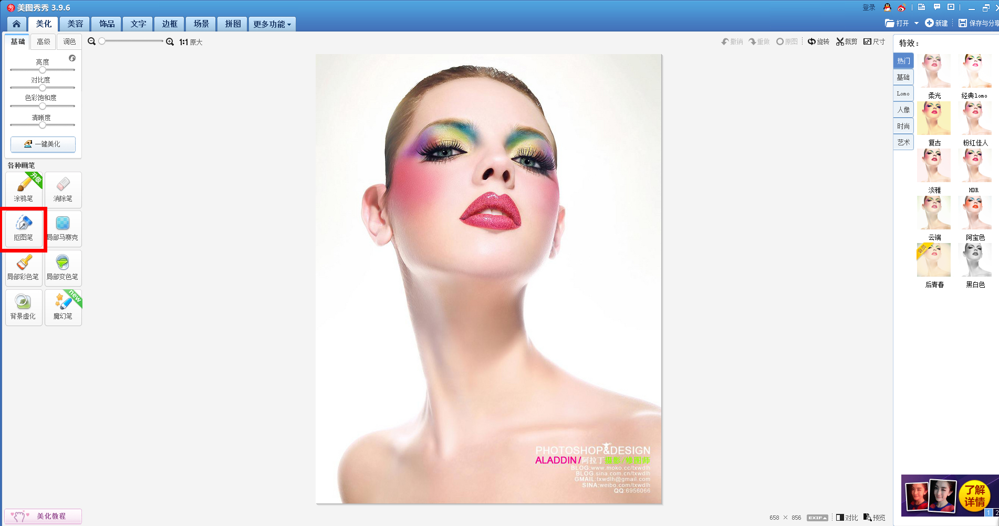 美图秀秀 3.9.6
登录
美化 美容 饰品 文字 边框 场景 拼图 更多功能
打开 新建 保存与分享
基础 高级 调色
1:1 原大
撤销 重做 原图 旋转 裁剪 尺寸
亮度
对比度
色彩饱和度
清晰度
一键美化
各种画笔
升级
涂鸦笔 消除笔
抠图笔 局部马赛克
局部彩色笔 局部变色笔
new
背景虚化 魔幻笔
美化教程
PHOTOSHOP&DESIGN
ALADDIN/阿拉丁摄影/修图师
BLOG:www.moko.cc/txwdlh
BLOG:sina.com.cn/txwdlh
GMAIL:txwdlh@gmail.com
SINA:weibo.com/txwdlh
QQ:6956066
特效：
热门
基础
Lomo
人像
时尚
艺术
柔光 经典lomo
复古 粉红佳人
淡雅 HDR
云端 阿宝色
会员
后青春 黑白色
了解
详情
1 2
658 × 856 EXIF 对比 预览